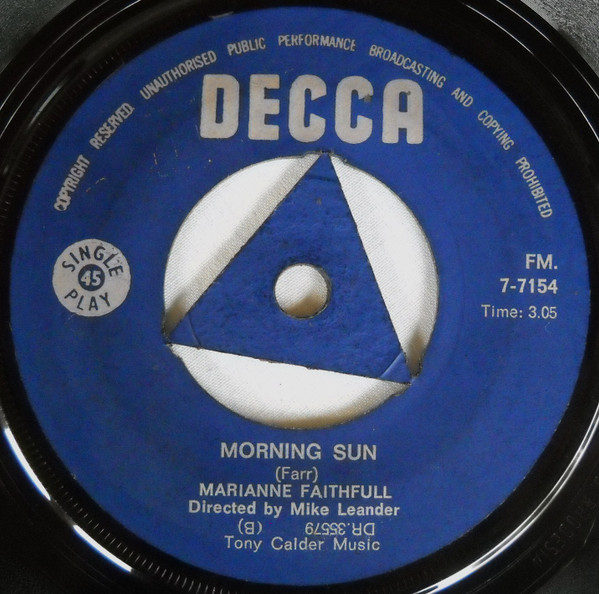 COPYRIGHT RESERVED. UNAUTHORISED PUBLIC PERFORMANCE BROADCASTING AND COPYING PROHIBITED
DECCA
SINGLE
45
PLAY
FM.
7-7154
Time: 3.05
MORNING SUN
(Farr)
MARIANNE FAITHFULL
Directed by Mike Leander
DR.35579 (B)
Tony Calder Music